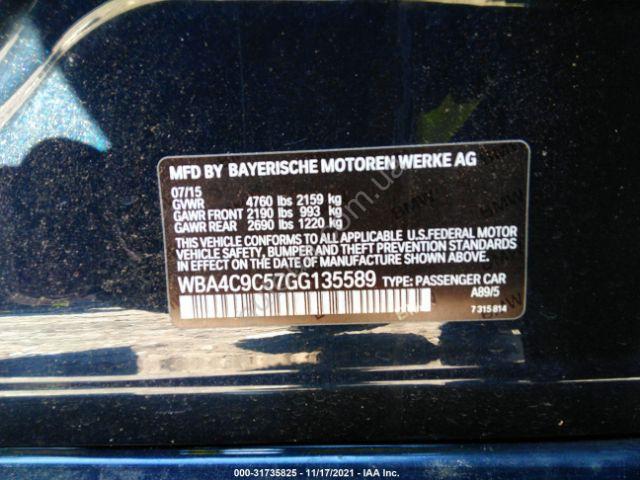 MFD BY BAYERISCHE MOTOREN WERKE AG
07/15
GVWR 4760 lbs 2159 kg
GAWR FRONT 2190 lbs 993 kg
GAWR REAR 2690 lbs 1220 kg
THIS VEHICLE CONFORMS TO ALL APPLICABLE U.S.FEDERAL MOTOR
VEHICLE SAFETY, BUMPER, AND THEFT PREVENTION STANDARDS
IN EFFECT ON THE DATE OF MANUFACTURE SHOWN ABOVE.
WBA4C9C57GG135589 TYPE: PASSENGER CAR
A89/5
7 315 814
000-31735825 - 11/17/2021 - IAA Inc.